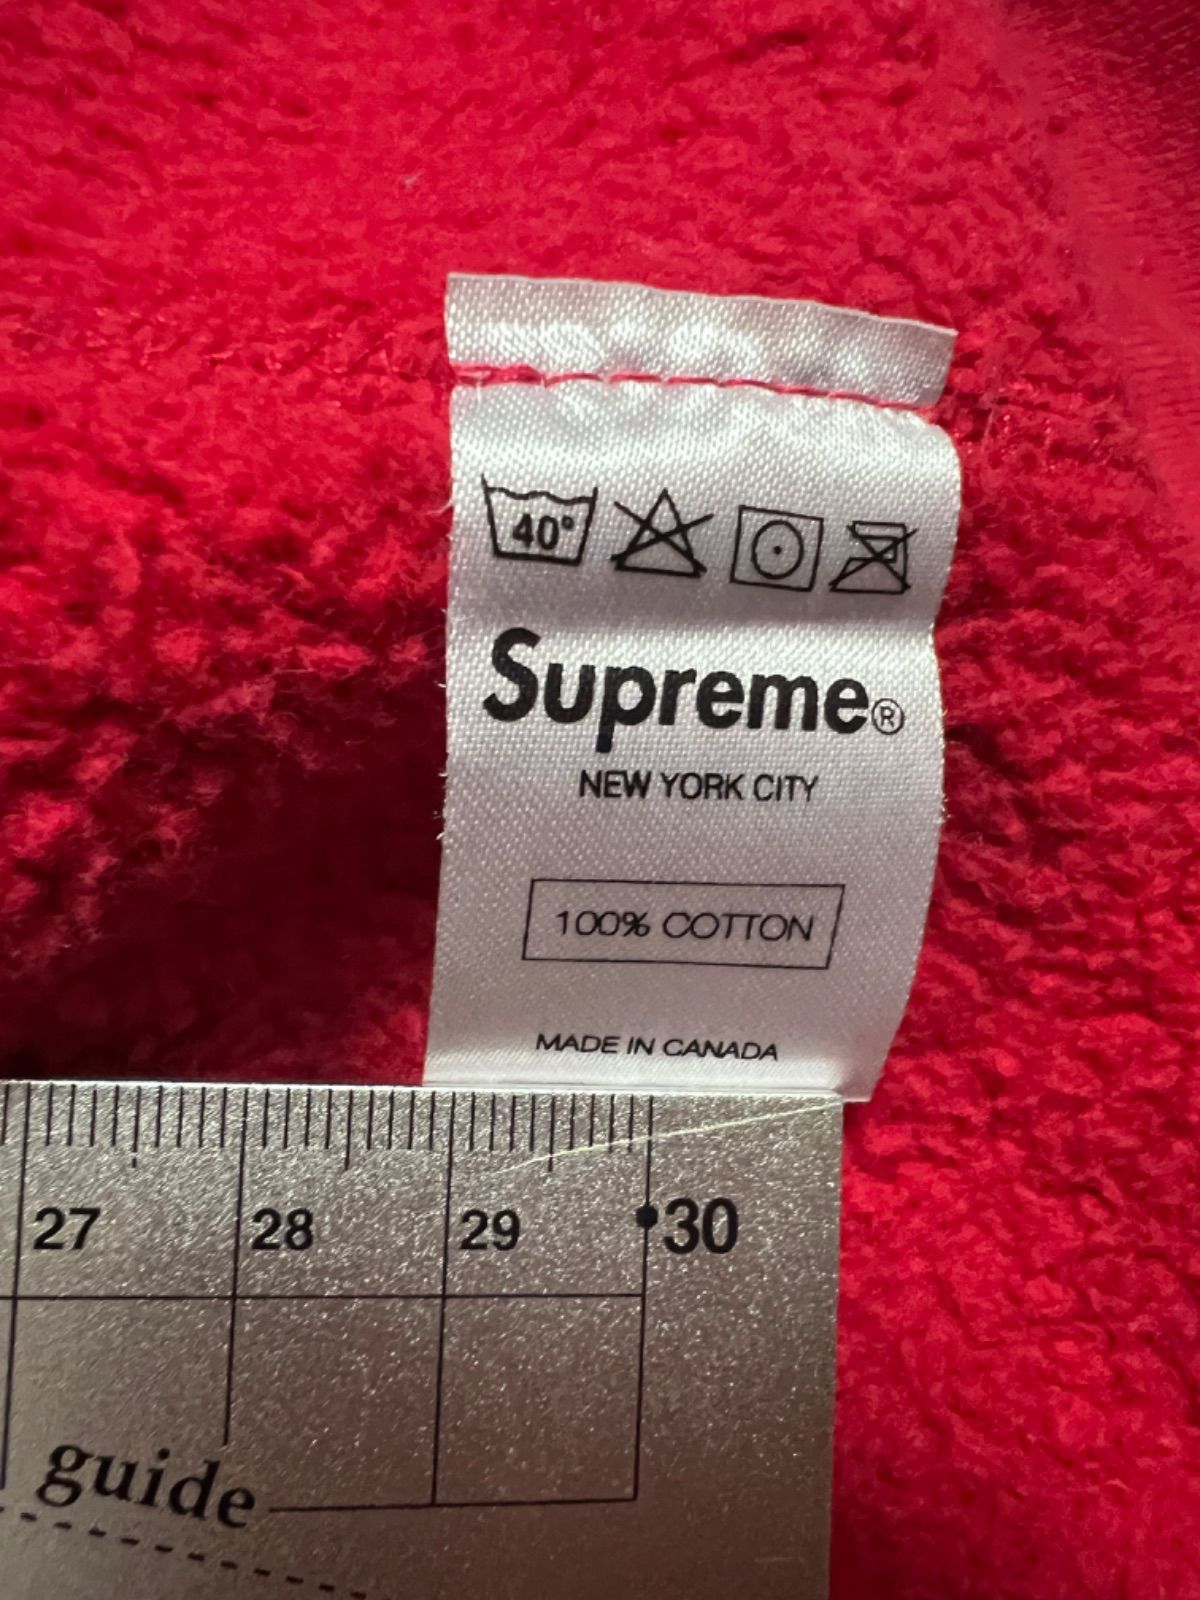 40°
Supreme®
NEW YORK CITY
100% COTTON
MADE IN CANADA
27 28 29 30
guide